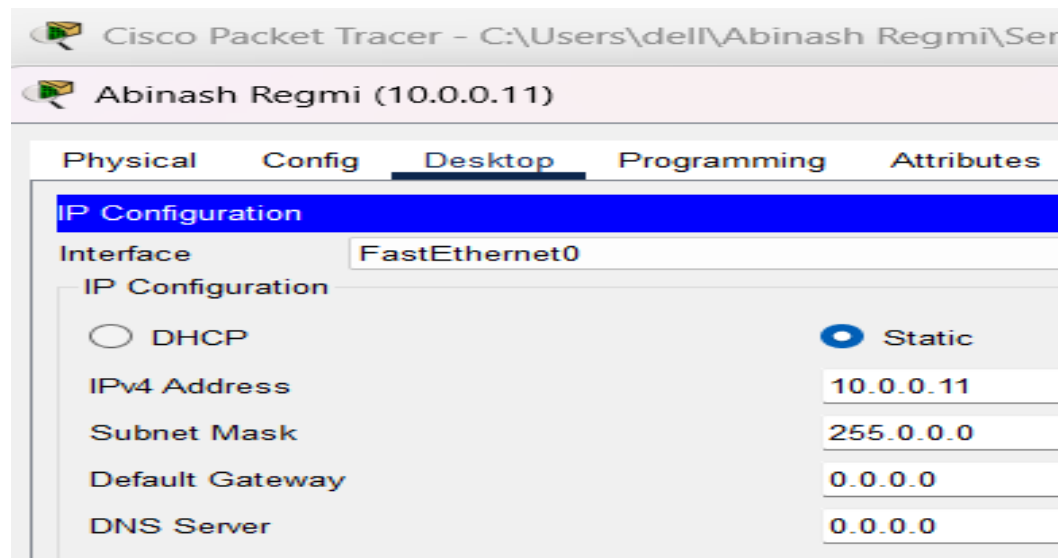 Cisco Packet Tracer - C:\Users\dell\Abinash Regmi\Ser
Abinash Regmi (10.0.0.11)
Physical Config Desktop Programming Attributes
IP Configuration
Interface FastEthernet0
IP Configuration
DHCP Static
IPv4 Address 10.0.0.11
Subnet Mask 255.0.0.0
Default Gateway 0.0.0.0
DNS Server 0.0.0.0